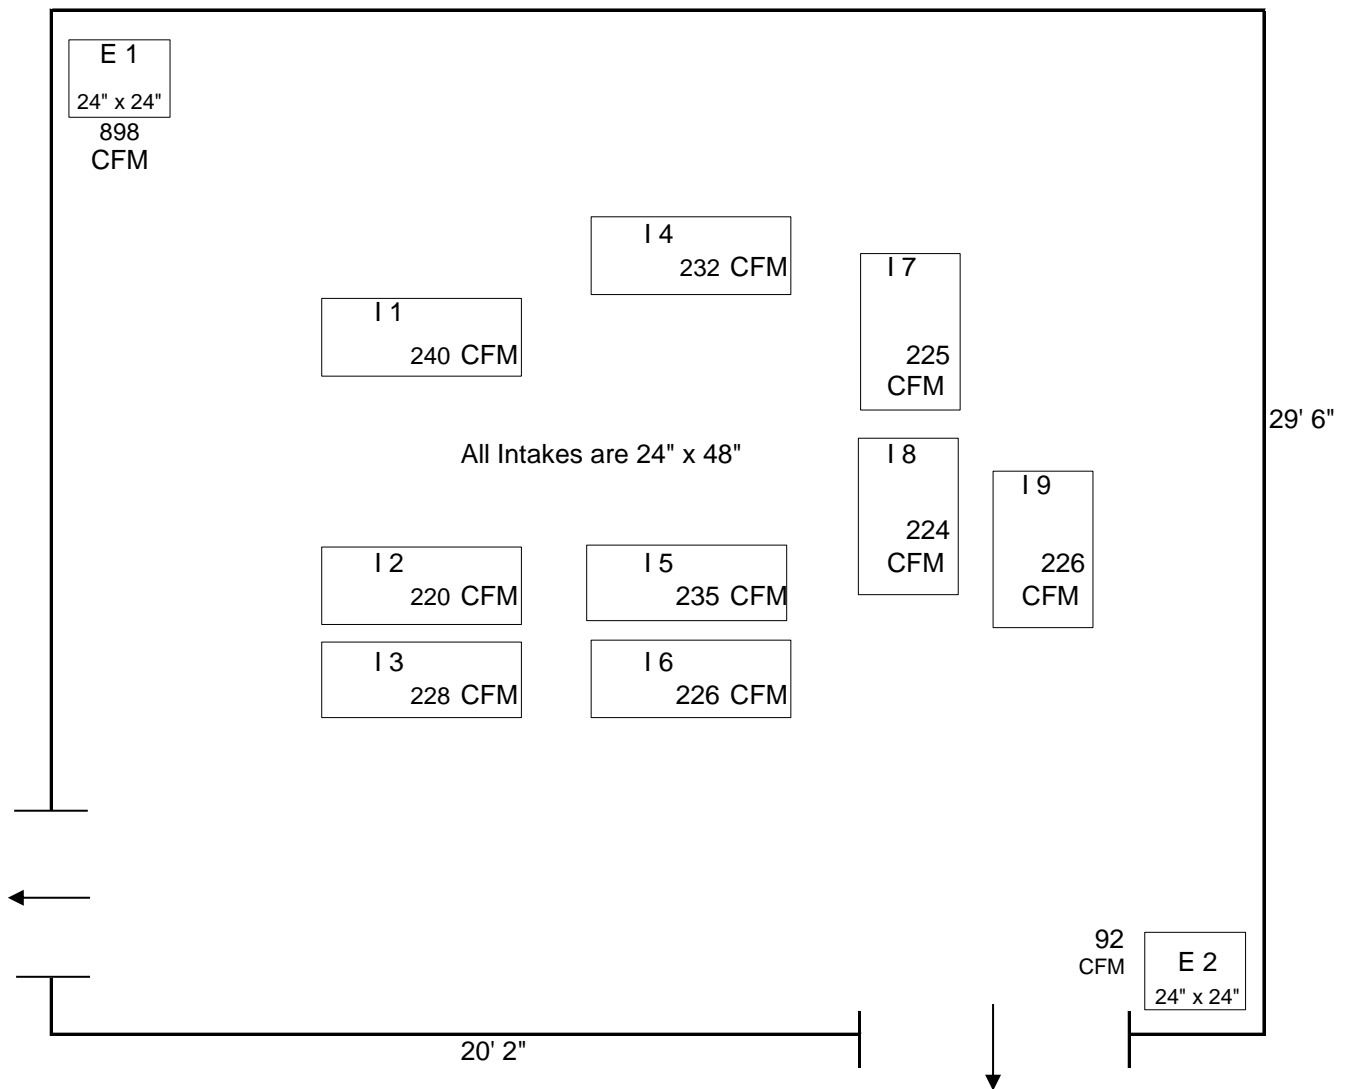 E 1
24" x 24"
898
CFM
I 4
232 CFM
I 7
225
CFM
I 1
240 CFM
29' 6"
All Intakes are 24" x 48"
I 8
224
CFM
I 9
226
CFM
I 2
220 CFM
I 5
235 CFM
I 3
228 CFM
I 6
226 CFM
92
CFM
E 2
24" x 24"
20' 2"